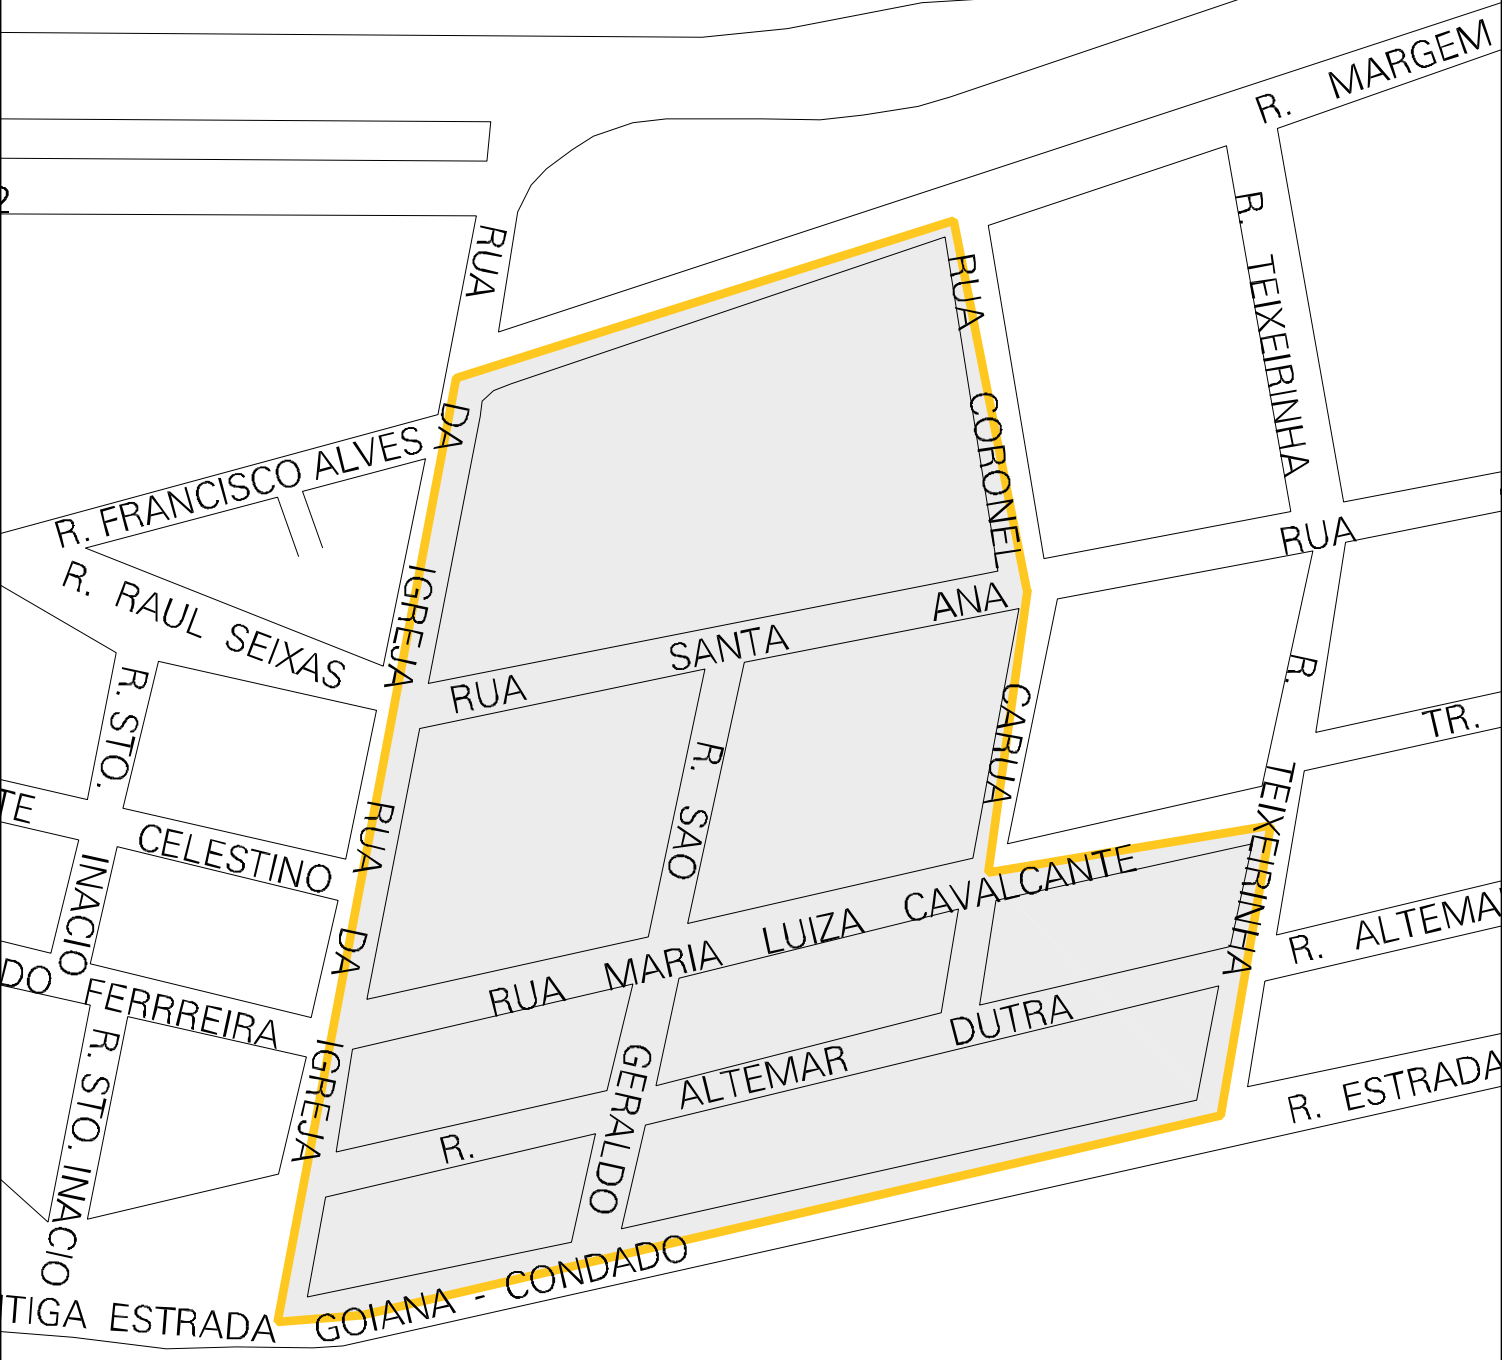 R. MARGEM
2
R. TEIXEIRINHA
RUA DA IGREJA
RUA CORONEL CARUA
R. FRANCISCO ALVES
R. RAUL SEIXAS
RUA SANTA ANA
RUA
R. TEIXEIRINHA
R. STO. INACIO
TR.
R. SAO GERALDO
TE
CELESTINO
RUA DA IGREJA
RUA MARIA LUIZA CAVALCANTE
R. ALTEMA
DO
FERRREIRA
R. ALTEMAR DUTRA
R. STO. INACIO
R. ESTRADA
TIGA ESTRADA GOIANA - CONDADO